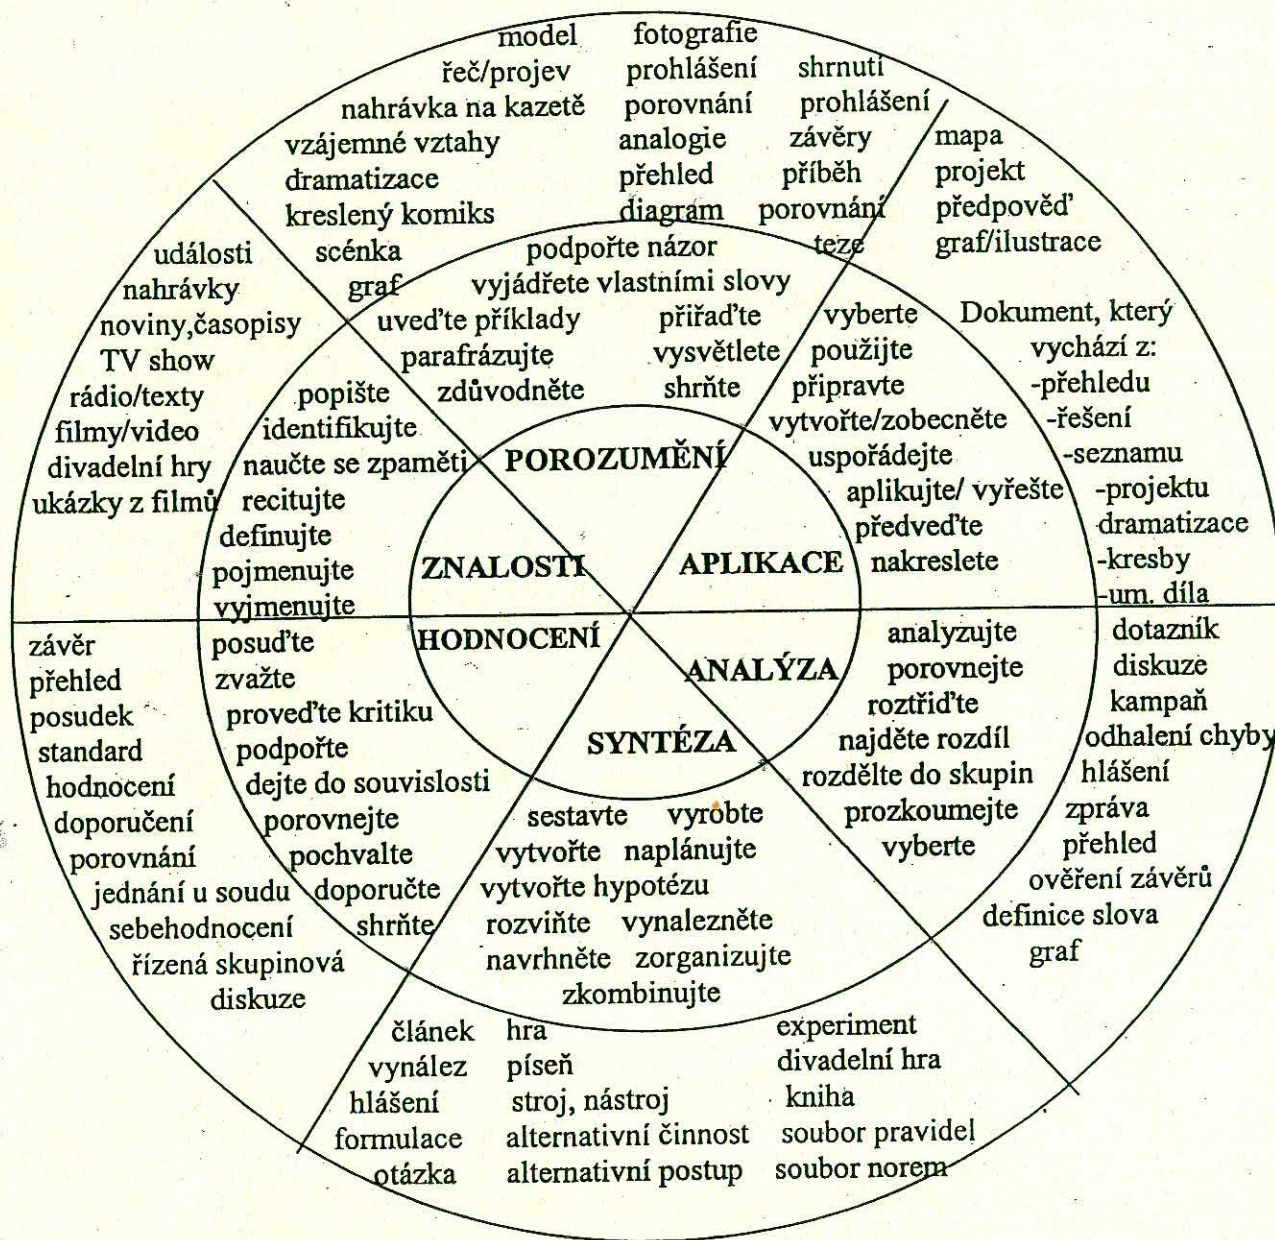 model fotografie
řeč/projev prohlášení shrnutí
nahrávka na kazetě porovnání prohlášení
vzájemné vztahy analogie závěry
dramatizace přehled příběh
kreslený komiks diagram porovnání
scénka teze
graf
mapa
projekt
předpověď
graf/ilustrace
Dokument, který
vychází z:
-přehledu
-řešení
-seznamu
-projektu
dramatizace
-kresby
-um. díla
události
nahrávky
noviny,časopisy
TV show
rádio/texty
filmy/video
divadelní hry
ukázky z filmů
podpořte názor
vyjádřete vlastními slovy
uveďte příklady přiřaďte
parafrázujte vysvětlete
zdůvodněte shrňte
vyberte
použijte
připravte
vytvořte/zobecněte
uspořádejte
aplikujte/ vyřešte
předveďte
nakreslete
popište
identifikujte
naučte se zpaměti
recitujte
definujte
pojmenujte
vyjmenujte
POROZUMĚNÍ
ZNALOSTI
APLIKACE
HODNOCENÍ
ANALÝZA
SYNTÉZA
závěr
přehled
posudek
standard
hodnocení
doporučení
porovnání
jednání u soudu
sebehodnocení
řízená skupinová
diskuze
posuďte
zvažte
proveďte kritiku
podpořte
dejte do souvislosti
porovnejte
pochvalte
doporučte
shrňte
sestavte vyrobte
vytvořte naplánujte
vytvořte hypotézu
rozviňte vynalezněte
navrhněte zorganizujte
zkombinujte
analyzujte
porovnejte
roztřiďte
najděte rozdíl
rozdělte do skupin
prozkoumejte
vyberte
dotazník
diskuze
kampaň
odhalení chyby
hlášení
zpráva
přehled
ověření závěrů
definice slova
graf
článek hra experiment
vynález píseň divadelní hra
hlášení stroj, nástroj kniha
formulace alternativní činnost soubor pravidel
otázka alternativní postup soubor norem